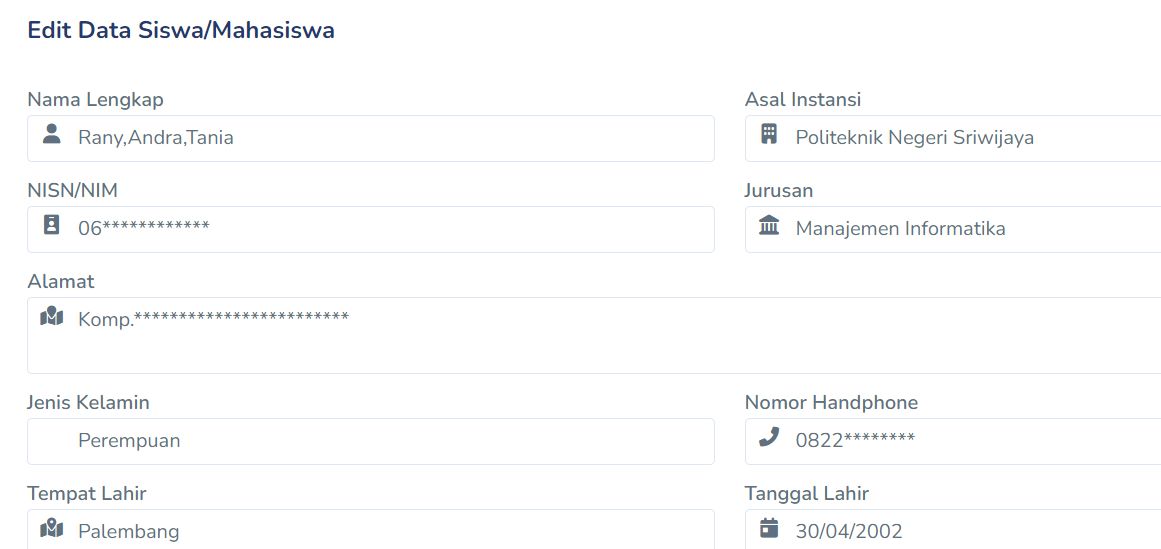 Edit Data Siswa/Mahasiswa
Nama Lengkap
Asal Instansi
Rany,Andra,Tania
Politeknik Negeri Sriwijaya
NISN/NIM
Jurusan
06************
Manajemen Informatika
Alamat
Komp.************************
Jenis Kelamin
Nomor Handphone
Perempuan
0822********
Tempat Lahir
Tanggal Lahir
Palembang
30/04/2002